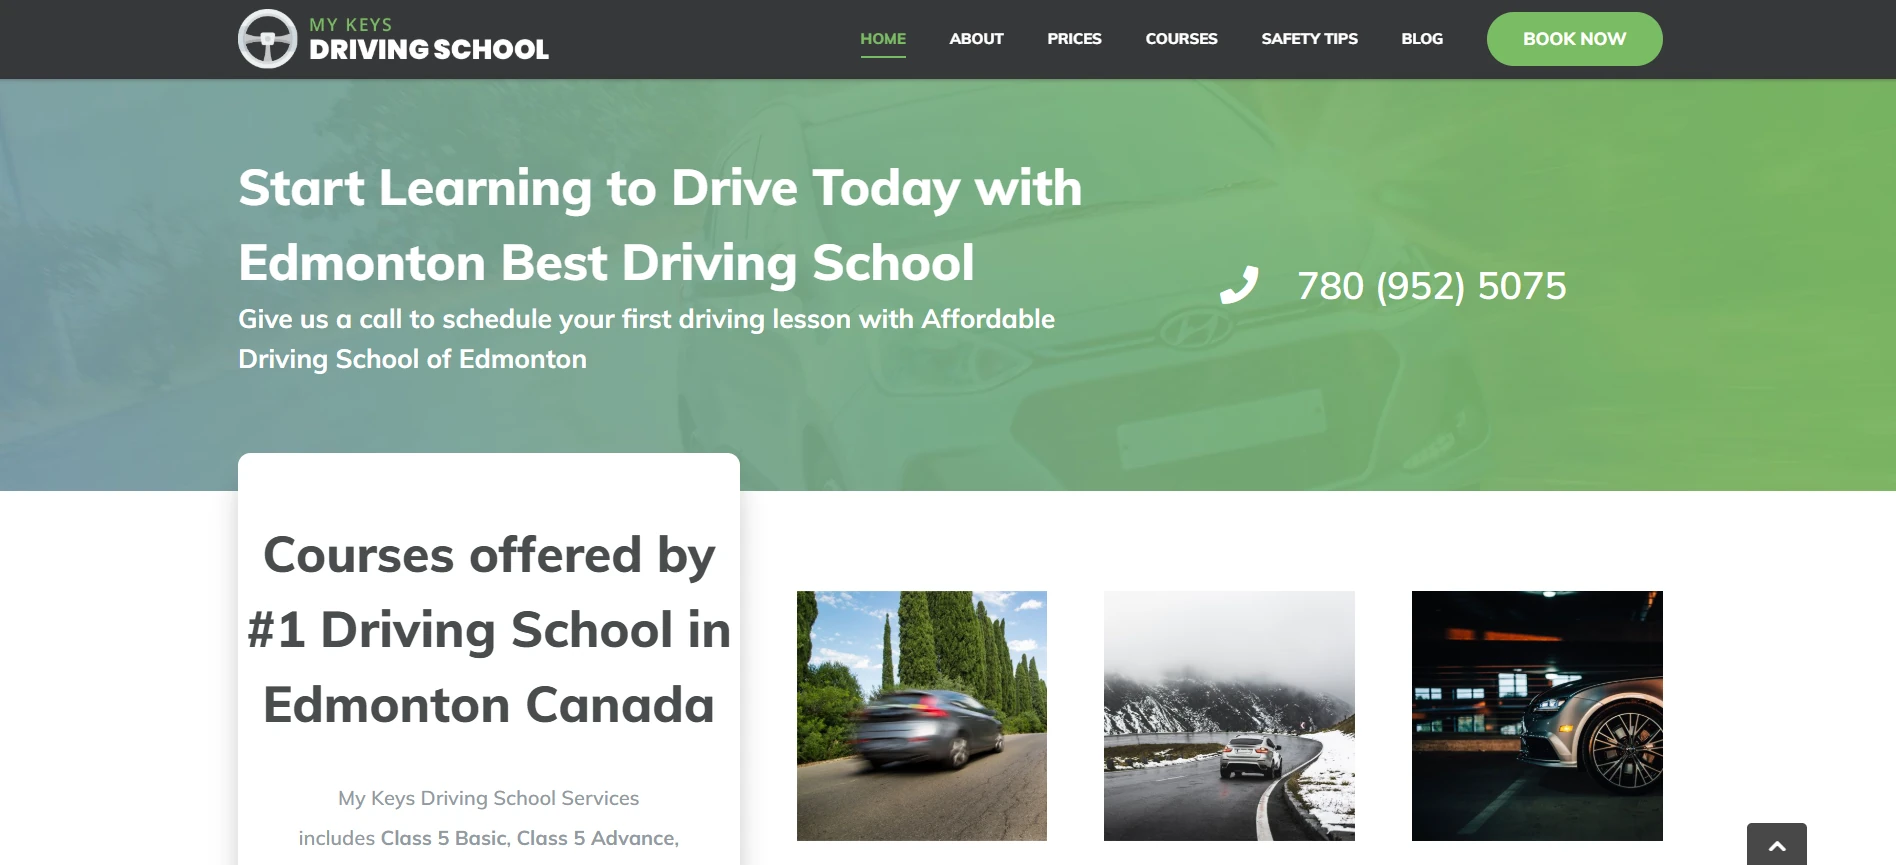 MY KEYS
DRIVING SCHOOL
HOME
ABOUT
PRICES
COURSES
SAFETY TIPS
BLOG
BOOK NOW
Start Learning to Drive Today with
Edmonton Best Driving School
Give us a call to schedule your first driving lesson with Affordable
Driving School of Edmonton
780 (952) 5075
Courses offered by
#1 Driving School in
Edmonton Canada
My Keys Driving School Services
includes Class 5 Basic, Class 5 Advance,